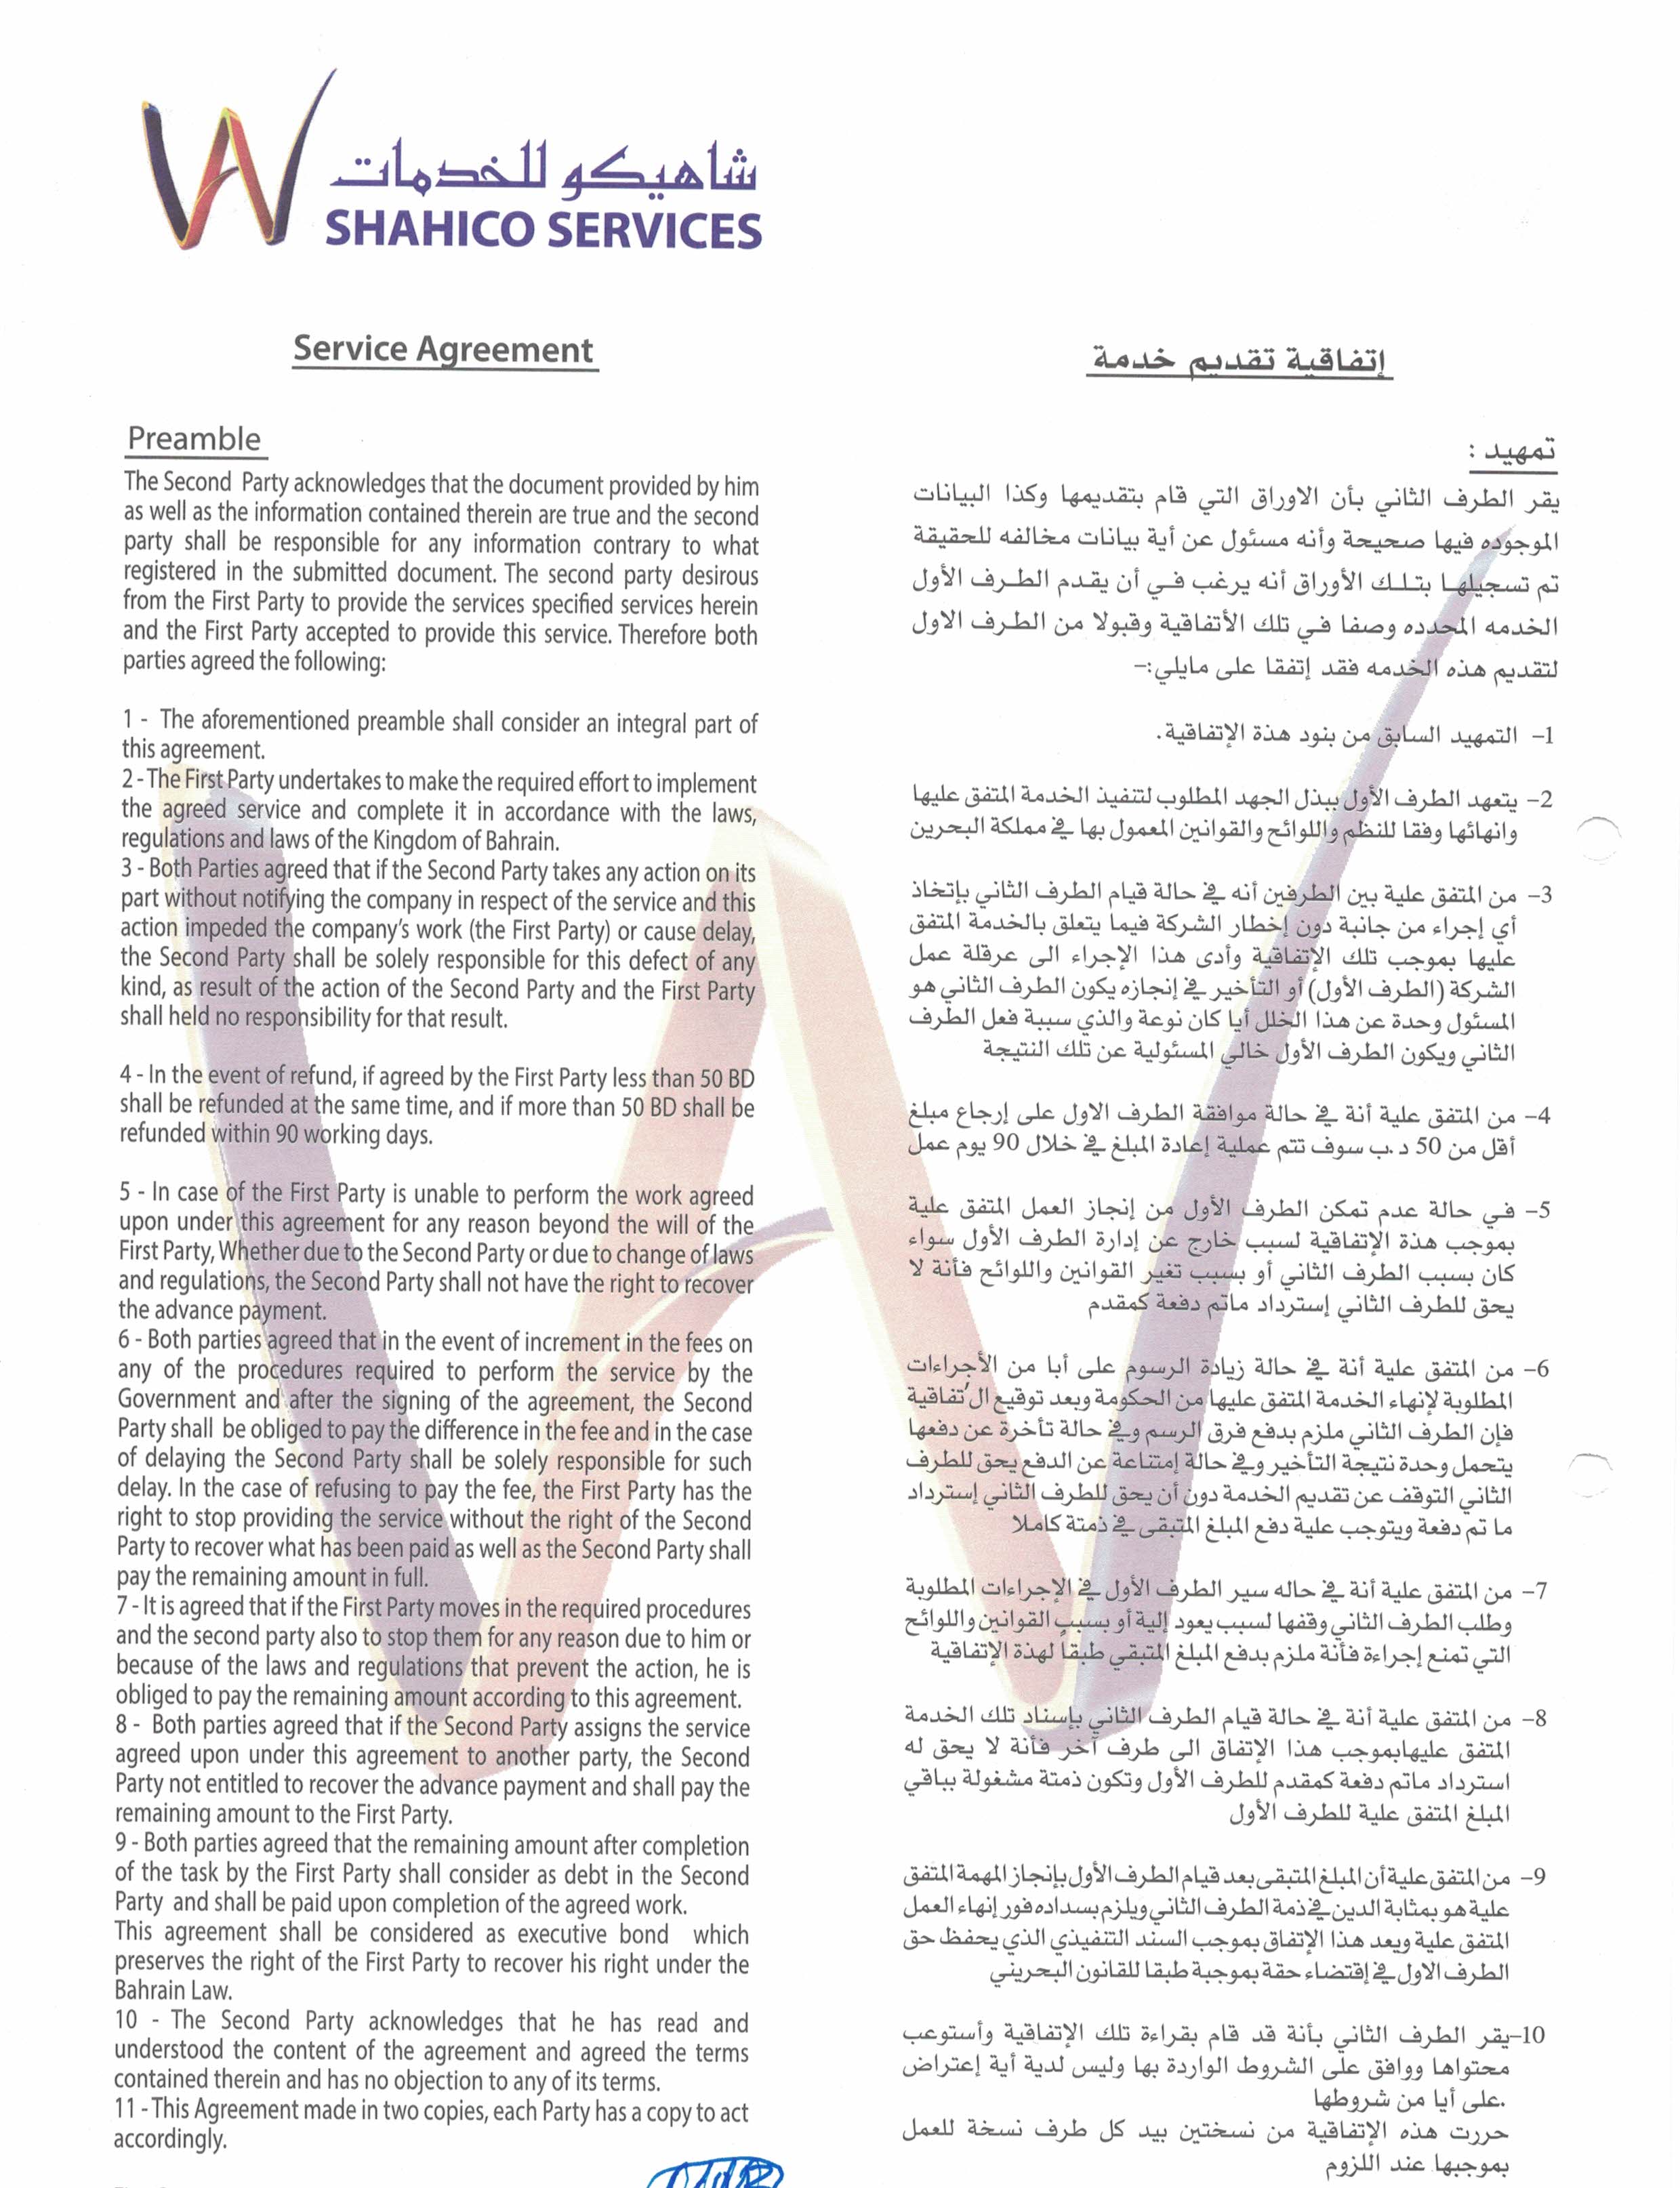 شاهيكو للخدمات
SHAHICO SERVICES
Service Agreement
Preamble
The Second Party acknowledges that the document provided by him
as well as the information contained therein are true and the second
party shall be responsible for any information contrary to what
registered in the submitted document. The second party desirous
from the First Party to provide the services specified services herein
and the First Party accepted to provide this service. Therefore both
parties agreed the following:
1 - The aforementioned preamble shall consider an integral part of
this agreement.
2 - The First Party undertakes to make the required effort to implement
the agreed service and complete it in accordance with the laws,
regulations and laws of the Kingdom of Bahrain.
3 - Both Parties agreed that if the Second Party takes any action on its
part without notifying the company in respect of the service and this
action impeded the company's work (the First Party) or cause delay,
the Second Party shall be solely responsible for this defect of any
kind, as result of the action of the Second Party and the First Party
shall held no responsibility for that result.
4 - In the event of refund, if agreed by the First Party less than 50 BD
shall be refunded at the same time, and if more than 50 BD shall be
refunded within 90 working days.
5 - In case of the First Party is unable to perform the work agreed
upon under this agreement for any reason beyond the will of the
First Party, Whether due to the Second Party or due to change of laws
and regulations, the Second Party shall not have the right to recover
the advance payment.
6 - Both parties agreed that in the event of increment in the fees on
any of the procedures required to perform the service by the
Government and after the signing of the agreement, the Second
Party shall be obliged to pay the difference in the fee and in the case
of delaying the Second Party shall be solely responsible for such
delay. In the case of refusing to pay the fee, the First Party has the
right to stop providing the service without the right of the Second
Party to recover what has been paid as well as the Second Party shall
pay the remaining amount in full.
7 - It is agreed that if the First Party moves in the required procedures
and the second party also to stop them for any reason due to him or
because of the laws and regulations that prevent the action, he is
obliged to pay the remaining amount according to this agreement.
8 - Both parties agreed that if the Second Party assigns the service
agreed upon under this agreement to another party, the Second
Party not entitled to recover the advance payment and shall pay the
remaining amount to the First Party.
9 - Both parties agreed that the remaining amount after completion
of the task by the First Party shall consider as debt in the Second
Party and shall be paid upon completion of the agreed work.
This agreement shall be considered as executive bond which
preserves the right of the First Party to recover his right under the
Bahrain Law.
10 - The Second Party acknowledges that he has read and
understood the content of the agreement and agreed the terms
contained therein and has no objection to any of its terms.
11 - This Agreement made in two copies, each Party has a copy to act
accordingly.
إتفاقية تقديم خدمة
تمهيد :
يقر الطرف الثاني بأن الاوراق التي قام بتقديمها وكذا البيانات
الموجوده فيها صحيحة وأنه مسئول عن أية بيانات مخالفه للحقيقة
تم تسجيلها بتلك الأوراق أنه يرغب في أن يقدم الطرف الأول
الخدمه المحدده وصفا في تلك الأتفاقية وقبولا من الطرف الاول
لتقديم هذه الخدمه فقد إتفقا على مايلي:-
1- التمهيد السابق من بنود هذة الإتفاقية.
2- يتعهد الطرف الأول ببذل الجهد المطلوب لتنفيذ الخدمة المتفق عليها
وانهائها وفقا للنظم واللوائح والقوانين المعمول بها في مملكة البحرين
3- من المتفق علية بين الطرفين أنه في حالة قيام الطرف الثاني بإتخاذ
أي إجراء من جانبة دون إخطار الشركة فيما يتعلق بالخدمة المتفق
عليها بموجب تلك الإتفاقية وأدى هذا الإجراء الى عرقلة عمل
الشركة (الطرف الأول) أو التأخير في إنجازه يكون الطرف الثاني هو
المسئول وحدة عن هذا الخلل أيا كان نوعة والذي سببة فعل الطرف
الثاني ويكون الطرف الأول خالي المسئولية عن تلك النتيجة
4- من المتفق علية أنة في حالة موافقة الطرف الاول على إرجاع مبلغ
أقل من 50 د.ب سوف تتم عملية إعادة المبلغ في خلال 90 يوم عمل
5- في حالة عدم تمكن الطرف الأول من إنجاز العمل المتفق علية
بموجب هذة الإتفاقية لسبب خارج عن إدارة الطرف الأول سواء
كان بسبب الطرف الثاني أو بسبب تغير القوانين واللوائح فأنة لا
يحق للطرف الثاني إسترداد ماتم دفعة كمقدم
6- من المتفق علية أنة في حالة زيادة الرسوم على أبا من الأجراءات
المطلوبة لإنهاء الخدمة المتفق عليها من الحكومة وبعد توقيع ال'تفاقية
فإن الطرف الثاني ملزم بدفع فرق الرسم وفي حالة تأخرة عن دفعها
يتحمل وحدة نتيجة التأخير وفي حالة إمتناعة عن الدفع يحق للطرف
الثاني التوقف عن تقديم الخدمة دون أن يحق للطرف الثاني إسترداد
ما تم دفعة ويتوجب علية دفع المبلغ المتبقى في ذمتة كاملا
7- من المتفق علية أنة في حاله سير الطرف الأول في الإجراءات المطلوبة
وطلب الطرف الثاني وقفها لسبب يعود إلية أو بسبب القوانين واللوائح
التي تمنع إجراءة فأنة ملزم بدفع المبلغ المتبقي طبقاً لهذة الإتفاقية
8- من المتفق علية أنة في حالة قيام الطرف الثاني بإسناد تلك الخدمة
المتفق عليهابموجب هذا الإتفاق الى طرف آخر فأنة لا يحق له
استرداد ماتم دفعة كمقدم للطرف الأول وتكون ذمتة مشغولة بباقي
المبلغ المتفق علية للطرف الأول
9- من المتفق علية أن المبلغ المتبقى بعد قيام الطرف الأول بإنجاز المهمة المتفق
علية هو بمثابة الدين في ذمة الطرف الثاني ويلزم بسداده فور إنهاء العمل
المتفق علية ويعد هذا الإتفاق بموجب السند التنفيذي الذي يحفظ حق
الطرف الاول في إقتضاء حقة بموجبة طبقا للقانون البحريني
10-يقر الطرف الثاني بأنة قد قام بقراءة تلك الإتفاقية وأستوعب
محتواها ووافق على الشروط الواردة بها وليس لدية أية إعتراض
.على أيا من شروطها
حررت هذه الإتفاقية من نسختين بيد كل طرف نسخة للعمل
بموجبها عند اللزوم